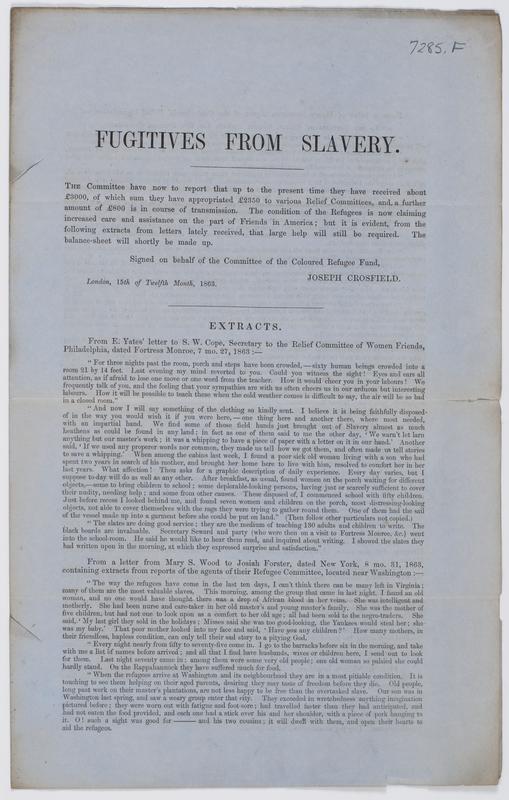 7285. F
FUGITIVES FROM SLAVERY.
THE Committee have now to report that up to the present time they have received about
£3000, of which sum they have appropriated £2350 to various Relief Committees, and a further
amount of £800 is in course of transmission. The condition of the Refugees is now claiming
increased care and assistance on the part of Friends in America; but it is evident, from the
following extracts from letters lately received, that large help will still be required. The
balance-sheet will shortly be made up.
Signed on behalf of the Committee of the Coloured Refugee Fund,
JOSEPH CROSFIELD.
London, 15th of Twelfth Month, 1863.
EXTRACTS.
From E. Yates' letter to S. W. Cope, Secretary to the Relief Committee of Women Friends,
Philadelphia, dated Fortress Monroe, 7 mo. 27, 1863:—
"For three nights past the room, porch and steps have been crowded,—sixty human beings crowded into a
room 21 by 14 feet. Last evening my mind reverted to you. Could you witness the sight! Eyes and ears all
attention, as if afraid to lose one move or one word from the teacher. How it would cheer you in your labours! We
frequently talk of you, and the feeling that your sympathies are with us often cheers us in our arduous but interesting
labours. How it will be possible to teach these when the cold weather comes is difficult to say, the air will be so bad
in a closed room."
"And now I will say something of the clothing so kindly sent. I believe it is being faithfully disposed
of in the way you would wish it if you were here,—one thing here and another there, where most needed,
with an impartial hand. We find some of those field hands just brought out of Slavery almost as much
heathens as could be found in any land; in fact as one of them said to me the other day, 'We warn't let larn
anything but our master's work; it was a whipping to have a piece of paper with a letter on it in our hand.' Another
said, 'If we used any properer words nor common, they made us tell how we got them, and often made us tell stories
to save a whipping.' When among the cabins last week, I found a poor sick old woman living with a son who had
spent two years in search of his mother, and brought her home here to live with him, resolved to comfort her in her
last years. What affection! Then asks for a graphic description of daily experience. Every day varies, but I
suppose to-day will do as well as any other. After breakfast, as usual, found women on the porch waiting for different
objects,—some to bring children to school; some deplorable-looking persons, having just or scarcely sufficient to cover
their nudity, needing help; and some from other causes. These disposed of, I commenced school with fifty children.
Just before recess I looked behind me, and found seven women and children on the porch, most distressing-looking
objects, not able to cover themselves with the rags they were trying to gather round them. One of them had the sail
of the vessel made up into a garment before she could be put on land." (Then follow other particulars not copied.)
"The slates are doing good service; they are the medium of teaching 130 adults and children to write. The
black boards are invaluable. Secretary Seward and party (who were then on a visit to Fortress Monroe, &c.) went
into the school-room. He said he would like to hear them read, and inquired about writing. I showed the slates they
had written upon in the morning, at which they expressed surprise and satisfaction."
From a letter from Mary S. Wood to Josiah Forster, dated New York, 8 mo. 31, 1863,
containing extracts from reports of the agents of their Refugee Committee, located near Washington:—
"The way the refugees have come in the last ten days, I can't think there can be many left in Virginia;
many of them are the most valuable slaves. This morning, among the group that came in last night, I found an old
woman, and no one would have thought there was a drop of African blood in her veins. She was intelligent and
motherly. She had been nurse and care-taker in her old master's and young master's family. She was the mother of
five children, but had not one to look upon as a comfort to her old age; all had been sold to the negro-traders. She
said, 'My last girl they sold in the holidays; Misses said she was too good-looking, the Yankees would steal her; she
was my baby.' That poor mother looked into my face and said, 'Have you any children?' How many mothers, in
their friendless, hapless condition, can only tell their sad story to a pitying God.
"Every night nearly from fifty to seventy-five come in. I go to the barracks before six in the morning, and take
with me a list of names before arrived; and all that I find have husbands, wives or children here, I send out to look
for them. Last night seventy came in; among them were some very old people; one old woman so palsied she could
hardly stand. On the Rappahannock they have suffered much for food.
"When the refugees arrive at Washington and its neighbourhood they are in a most pitiable condition. It is
touching to see them helping on their aged parents, desiring they may taste of freedom before they die. Old people,
long past work on their master's plantations, are not less happy to be free than the overtasked slave. Our son was in
Washington last spring, and saw a weary group enter that city. They exceeded in wretchedness anything imagination
pictured before; they were worn out with fatigue and foot-sore; had travelled faster than they had anticipated, and
had not eaten the food provided, and each one had a stick over his and her shoulder, with a piece of pork hanging to
it. O! such a sight was good for —— and his two cousins; it will dwell with them, and open their hearts to
aid the refugees.